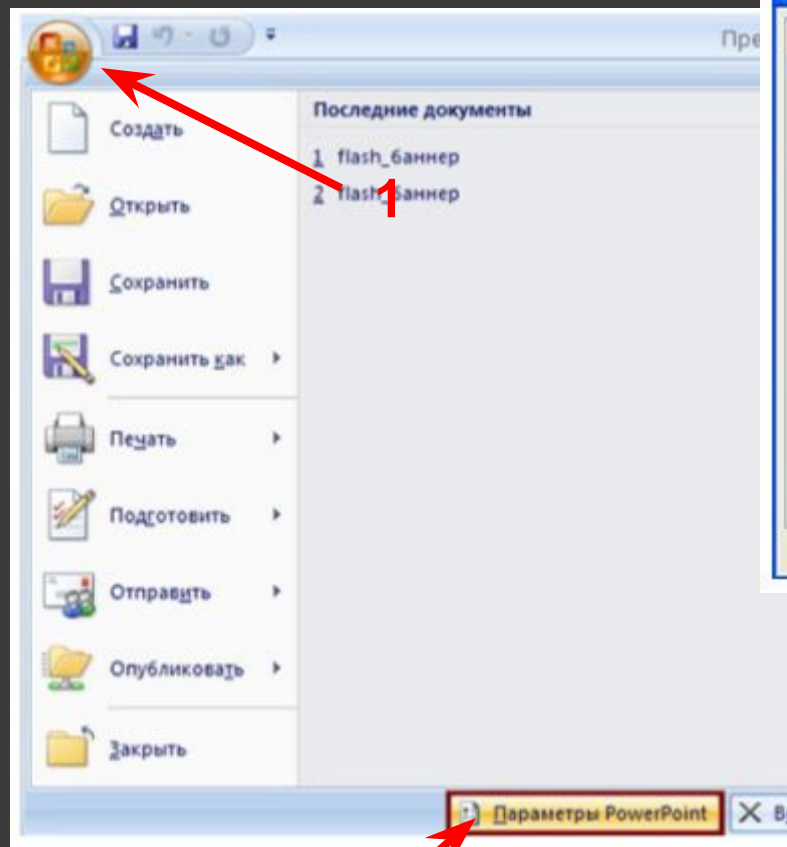 Пре
Создать
Последние документы
1 flash_баннер
2 flash_баннер
1
Открыть
Сохранить
Сохранить как
Печать
Подготовить
Отправить
Опубликовать
Закрыть
Параметры PowerPoint